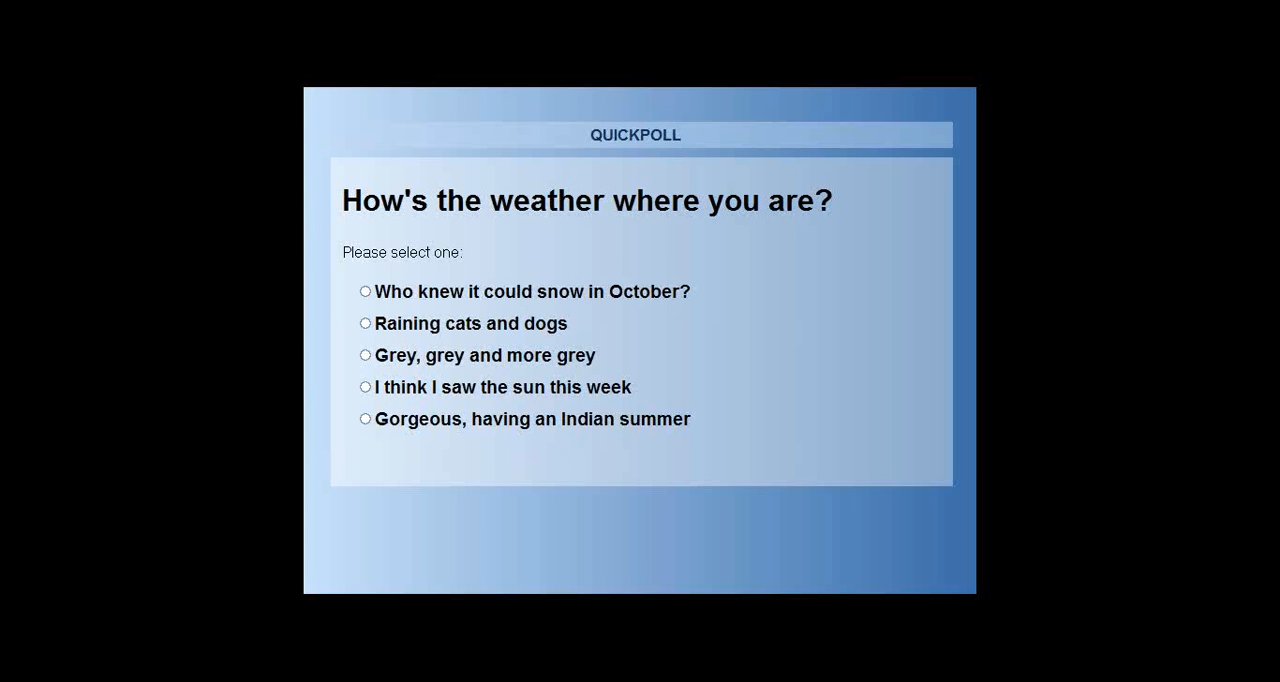 QUICKPOLL
How's the weather where you are?
Please select one:
Who knew it could snow in October?
Raining cats and dogs
Grey, grey and more grey
I think I saw the sun this week
Gorgeous, having an Indian summer